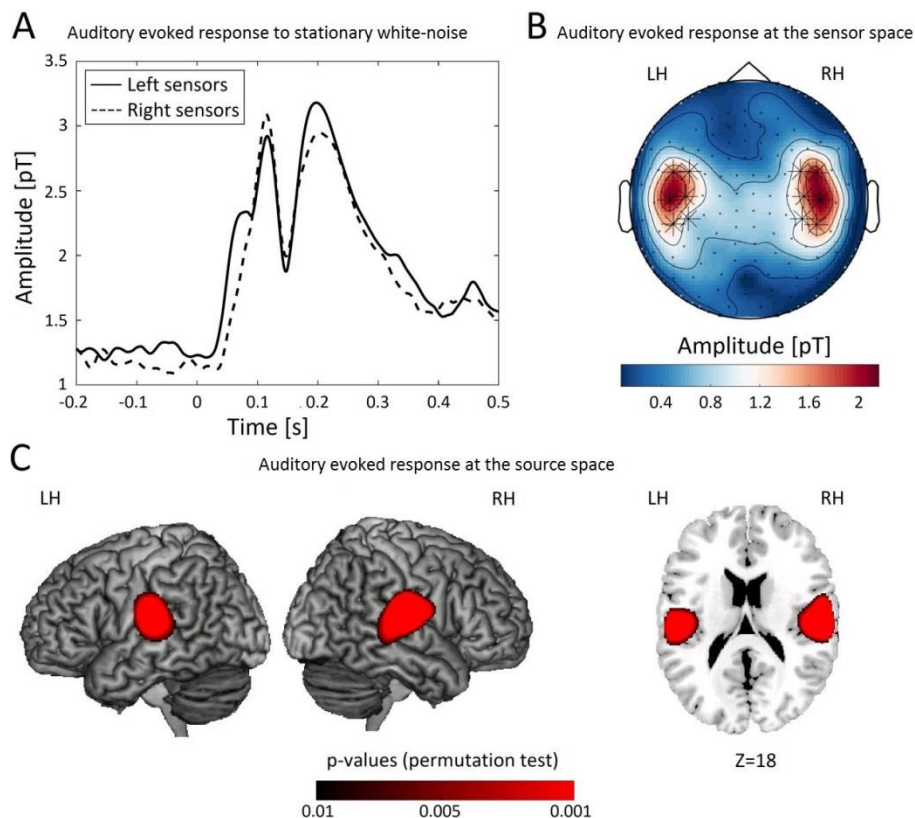 A
Auditory evoked response to stationary white-noise
3.5
3
2.5
2
1.5
1
Amplitude [pT]
Left sensors
Right sensors
-0.2 -0.1 0 0.1 0.2 0.3 0.4 0.5
Time [s]
B
Auditory evoked response at the sensor space
LH RH
Amplitude [pT]
0.4 0.8 1.2 1.6 2
C
Auditory evoked response at the source space
LH RH LH RH
Z=18
p-values (permutation test)
0.01 0.005 0.001